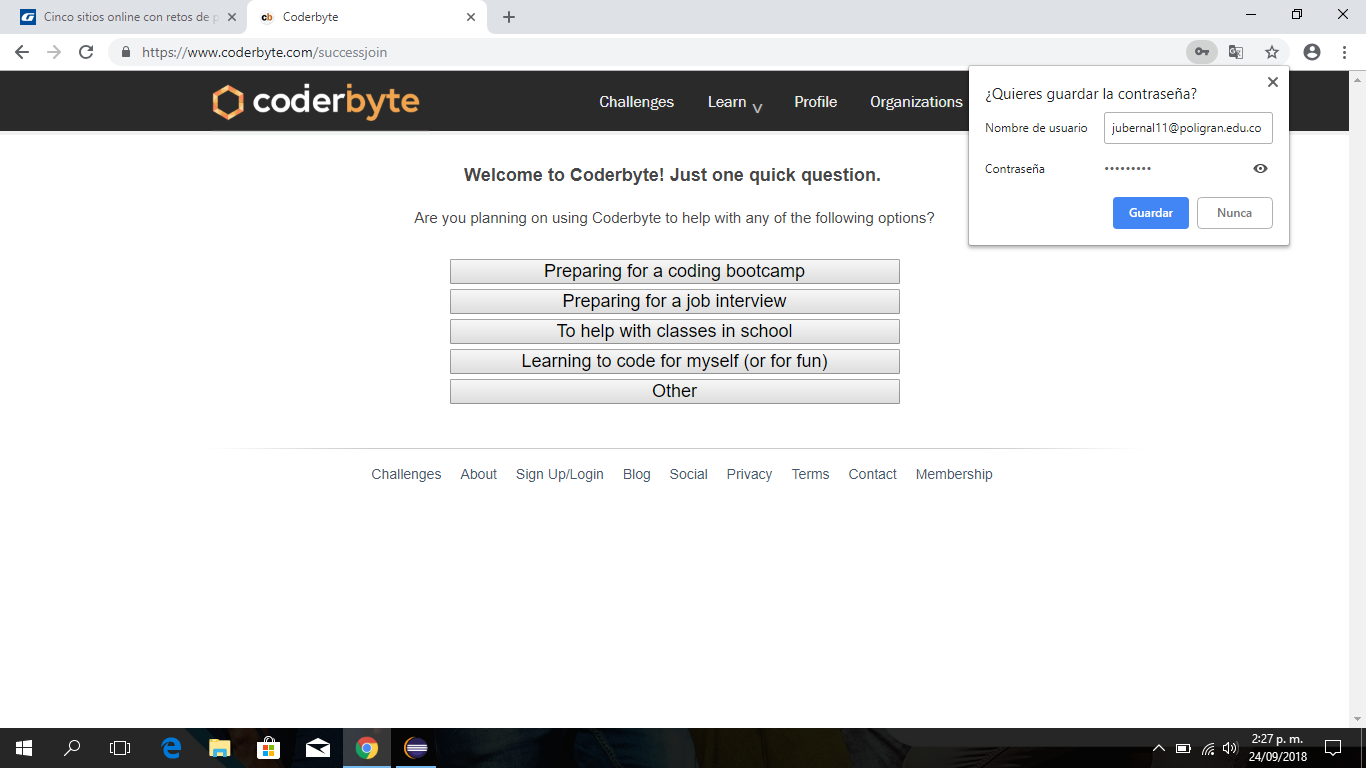 Cinco sitios online con retos de p
Coderbyte
https://www.coderbyte.com/successjoin
coderbyte
Challenges Learn Profile Organizations
¿Quieres guardar la contraseña?
Nombre de usuario jubernal11@poligran.edu.co
Contraseña •••••••••
Guardar Nunca
Welcome to Coderbyte! Just one quick question.
Are you planning on using Coderbyte to help with any of the following options?
Preparing for a coding bootcamp
Preparing for a job interview
To help with classes in school
Learning to code for myself (or for fun)
Other
Challenges About Sign Up/Login Blog Social Privacy Terms Contact Membership
2:27 p. m.
24/09/2018